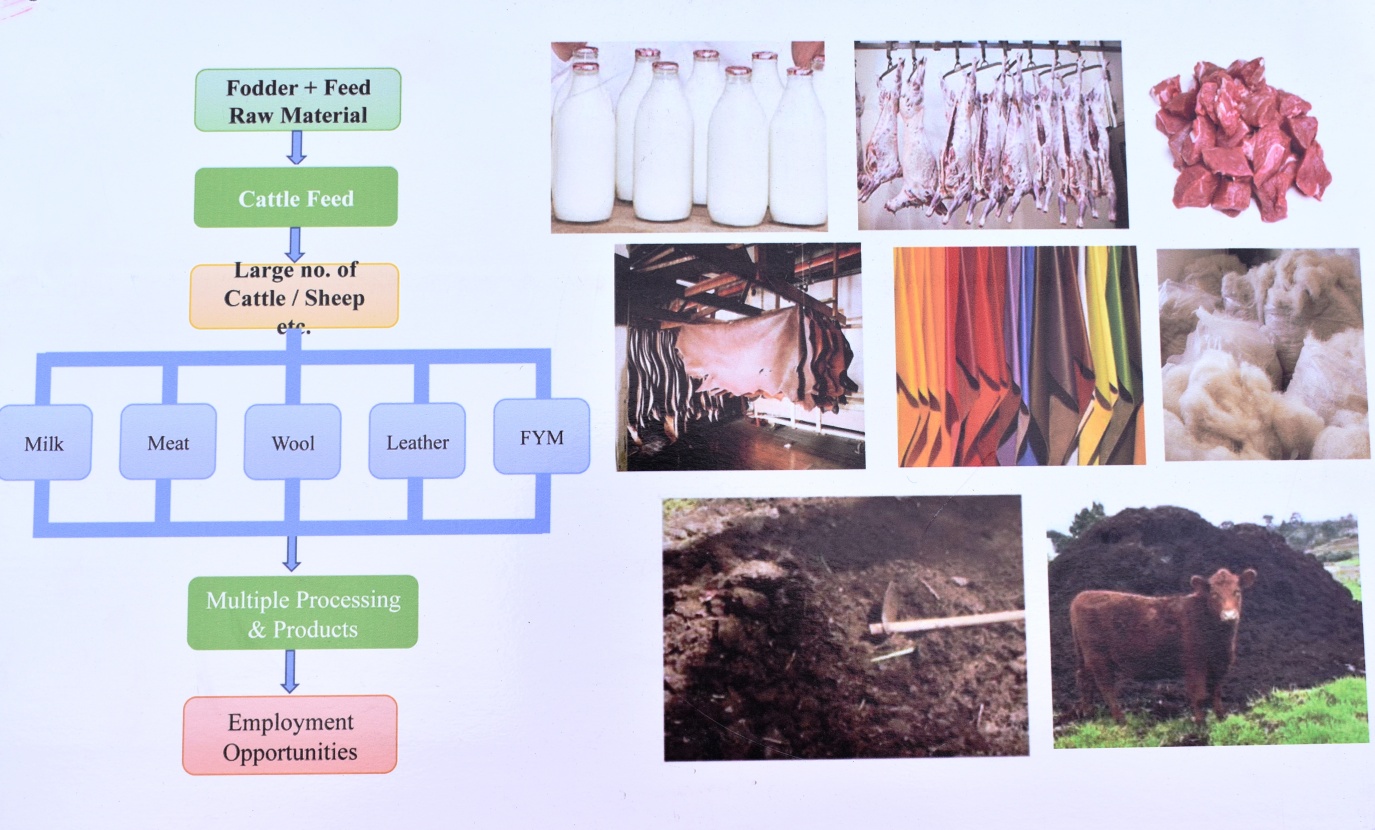 Fodder + Feed
Raw Material
Cattle Feed
Large no. of
Cattle / Sheep
etc.
Milk
Meat
Wool
Leather
FYM
Multiple Processing
& Products
Employment
Opportunities